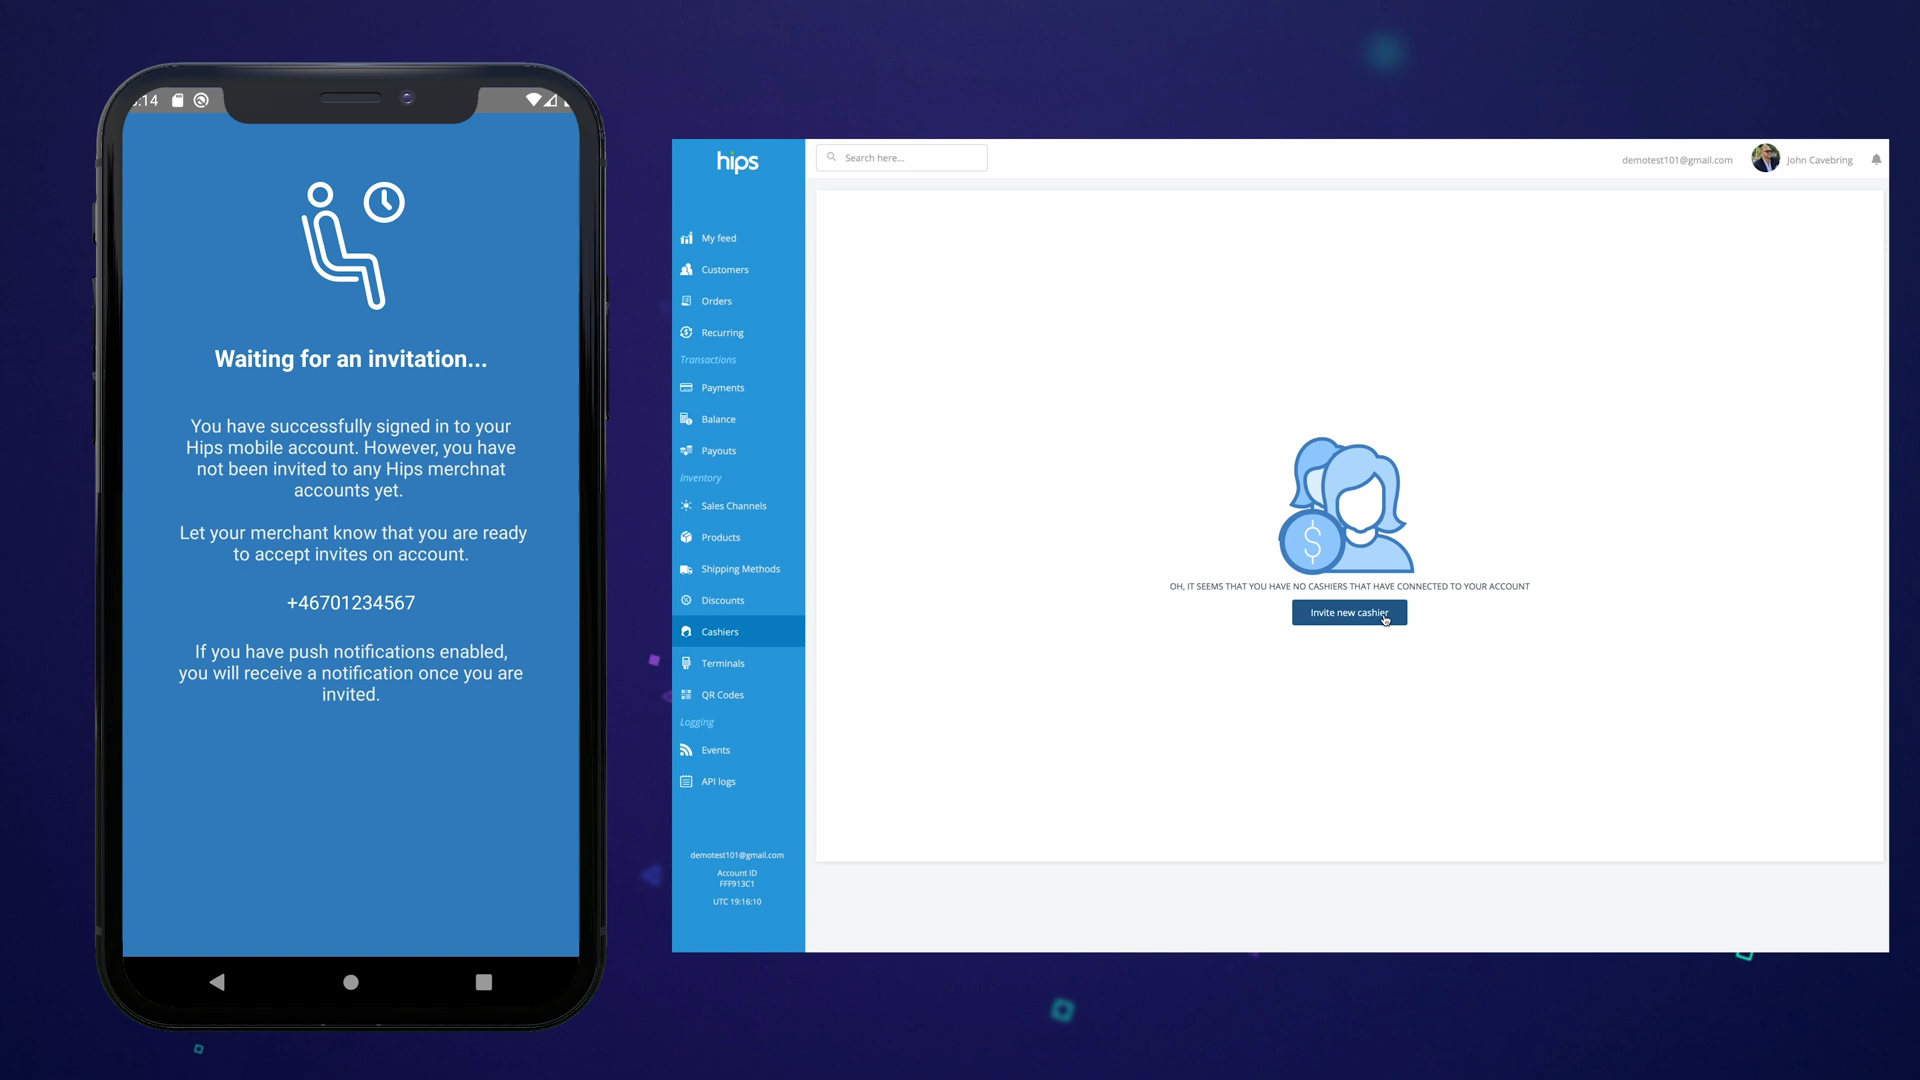 :14
Waiting for an invitation...
You have successfully signed in to your
Hips mobile account. However, you have
not been invited to any Hips merchnat
accounts yet.
Let your merchant know that you are ready
to accept invites on account.
+46701234567
If you have push notifications enabled,
you will receive a notification once you are
invited.
hips
Search here...
demotest101@gmail.com
John Cavebring
My feed
Customers
Orders
Recurring
Transactions
Payments
Balance
Payouts
Inventory
Sales Channels
Products
Shipping Methods
Discounts
Cashiers
Terminals
QR Codes
Logging
Events
API logs
demotest101@gmail.com
Account ID
FFF913C1
UTC 19:16:10
OH, IT SEEMS THAT YOU HAVE NO CASHIERS THAT HAVE CONNECTED TO YOUR ACCOUNT
Invite new cashier